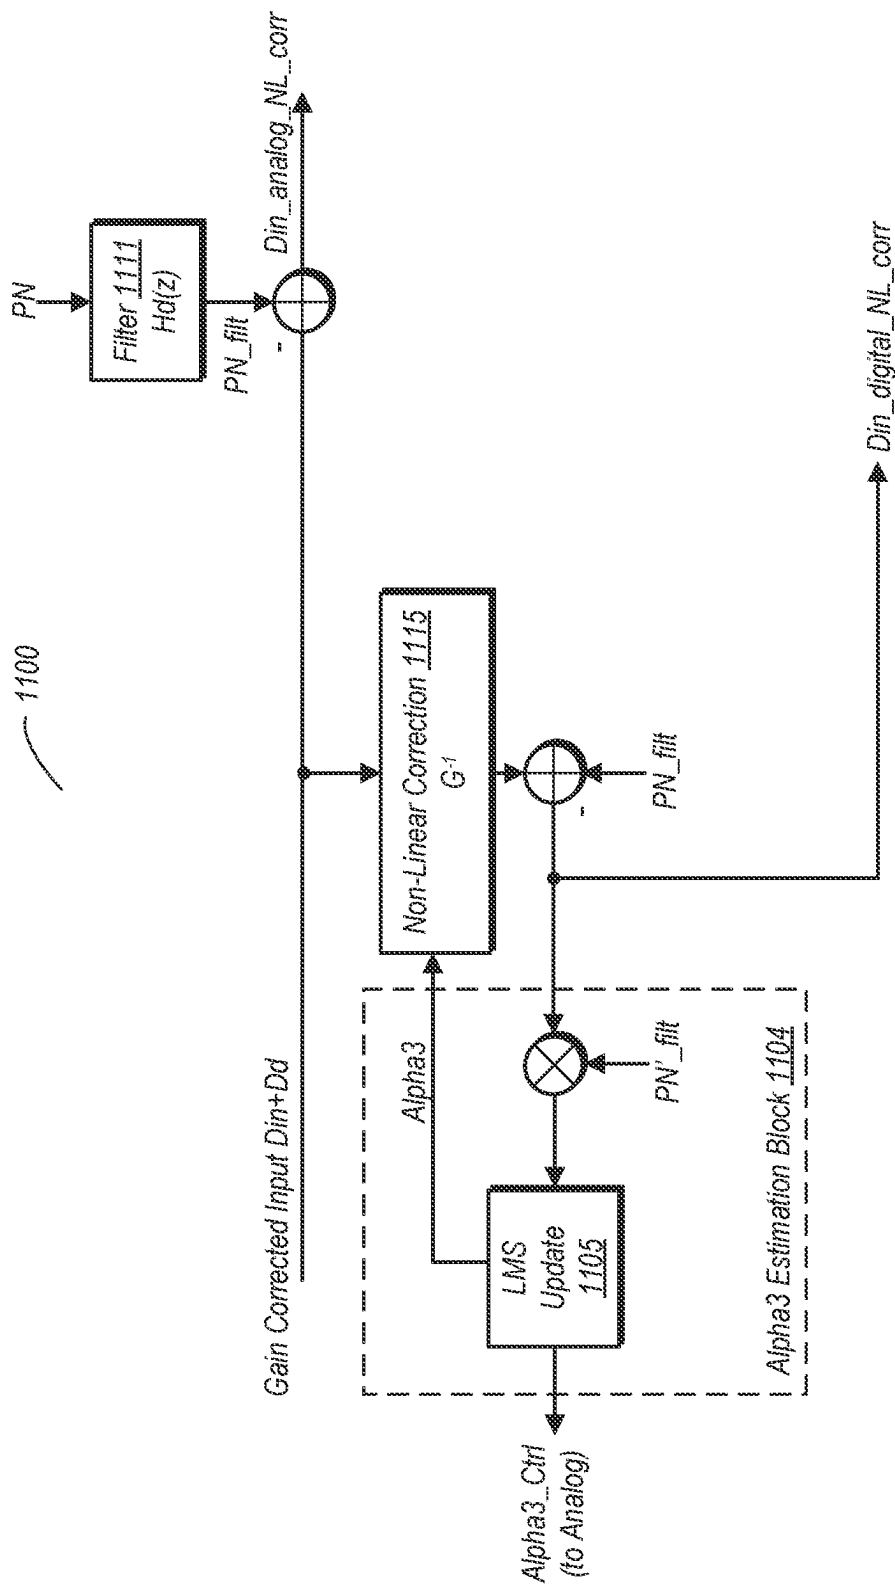 1100
PN
Filter 1111
Hd(z)
PN_filt
-
Din_analog_NL_corr
Gain Corrected Input Din+Dd
Non-Linear Correction 1115
G-1
Alpha3
PN_filt
-
LMS
Update
1105
PN'_filt
Alpha3_Ctrl
(to Analog)
Alpha3 Estimation Block 1104
Din_digital_NL_corr